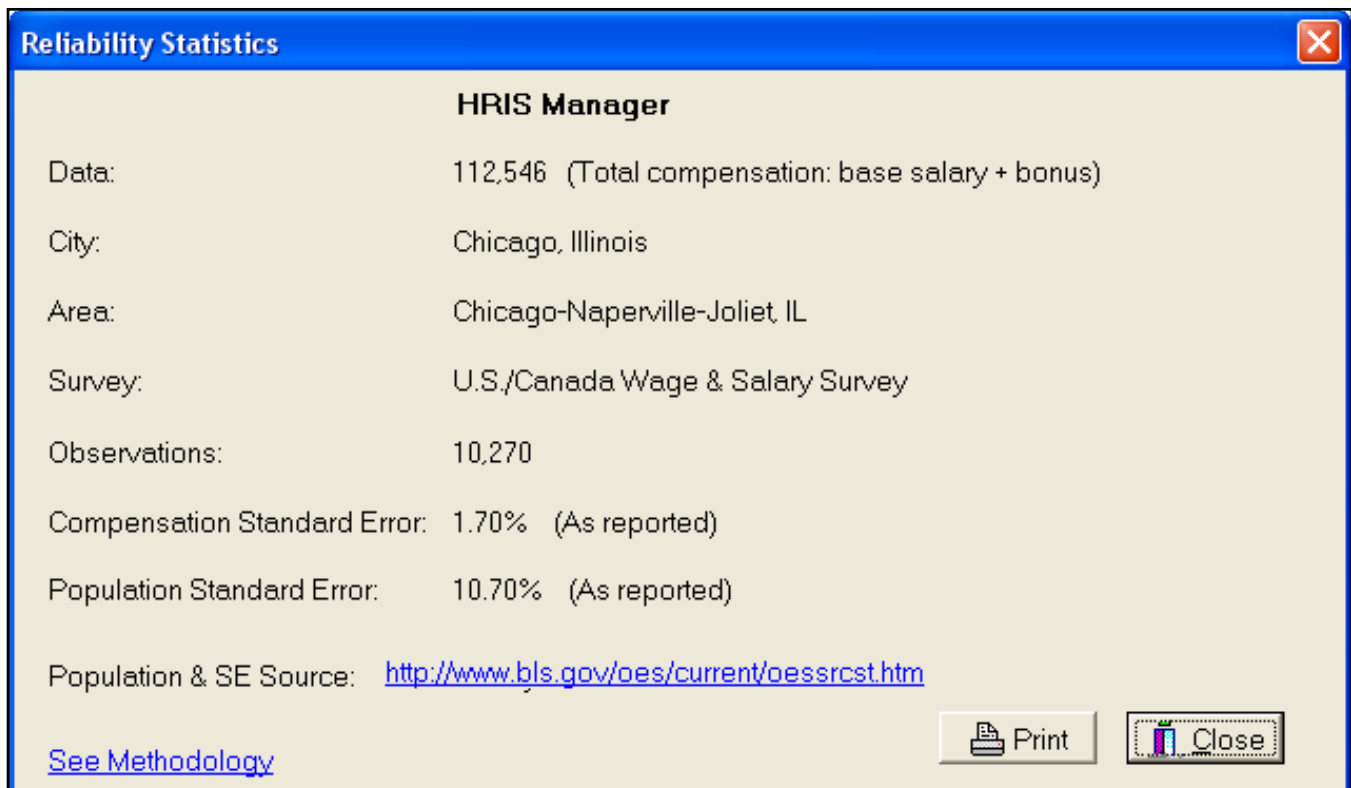 Reliability Statistics
HRIS Manager
Data: 112,546 (Total compensation: base salary + bonus)
City: Chicago, Illinois
Area: Chicago-Naperville-Joliet, IL
Survey: U.S./Canada Wage & Salary Survey
Observations: 10,270
Compensation Standard Error: 1.70% (As reported)
Population Standard Error: 10.70% (As reported)
Population & SE Source: http://www.bls.gov/oes/current/oessrcst.htm
Print Close
See Methodology